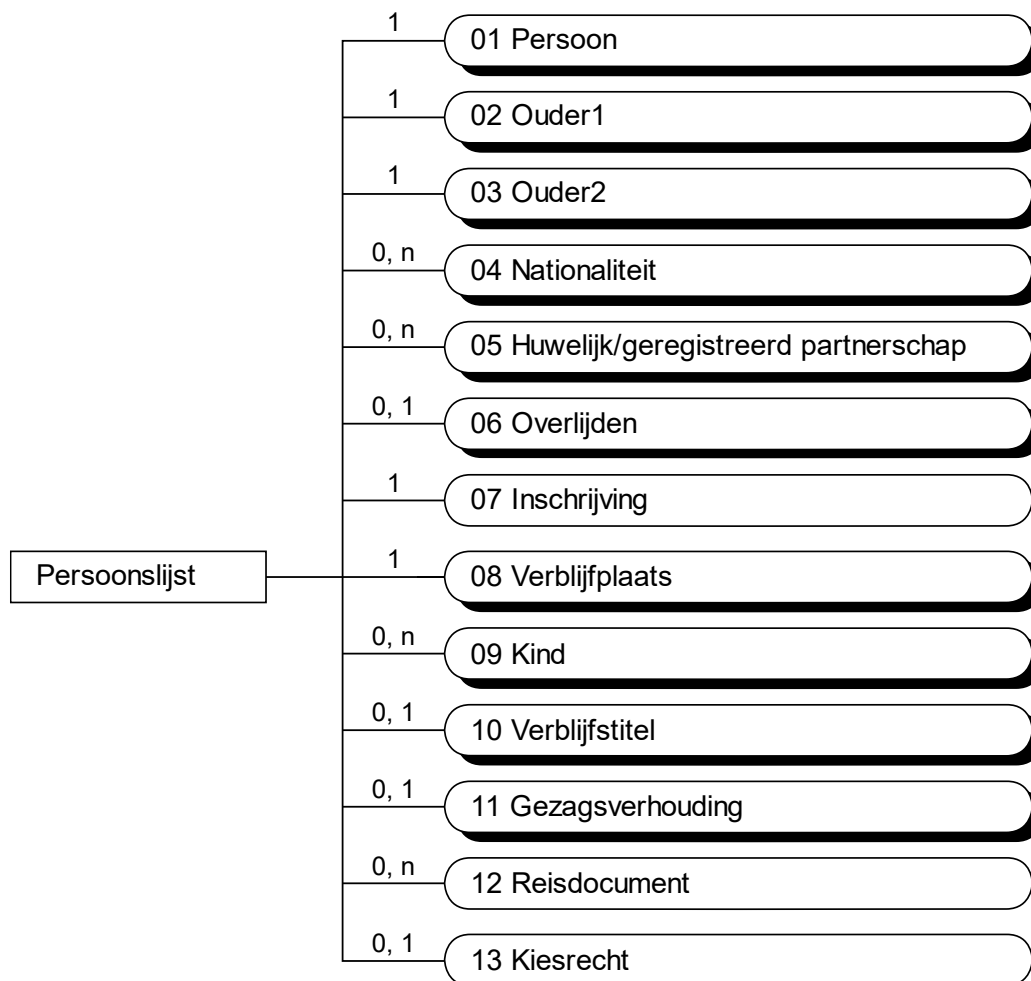 1
01 Persoon
1
02 Ouder1
1
03 Ouder2
0, n
04 Nationaliteit
0, n
05 Huwelijk/geregistreerd partnerschap
0, 1
06 Overlijden
1
07 Inschrijving
Persoonslijst
1
08 Verblijfplaats
0, n
09 Kind
0, 1
10 Verblijfstitel
0, 1
11 Gezagsverhouding
0, n
12 Reisdocument
0, 1
13 Kiesrecht